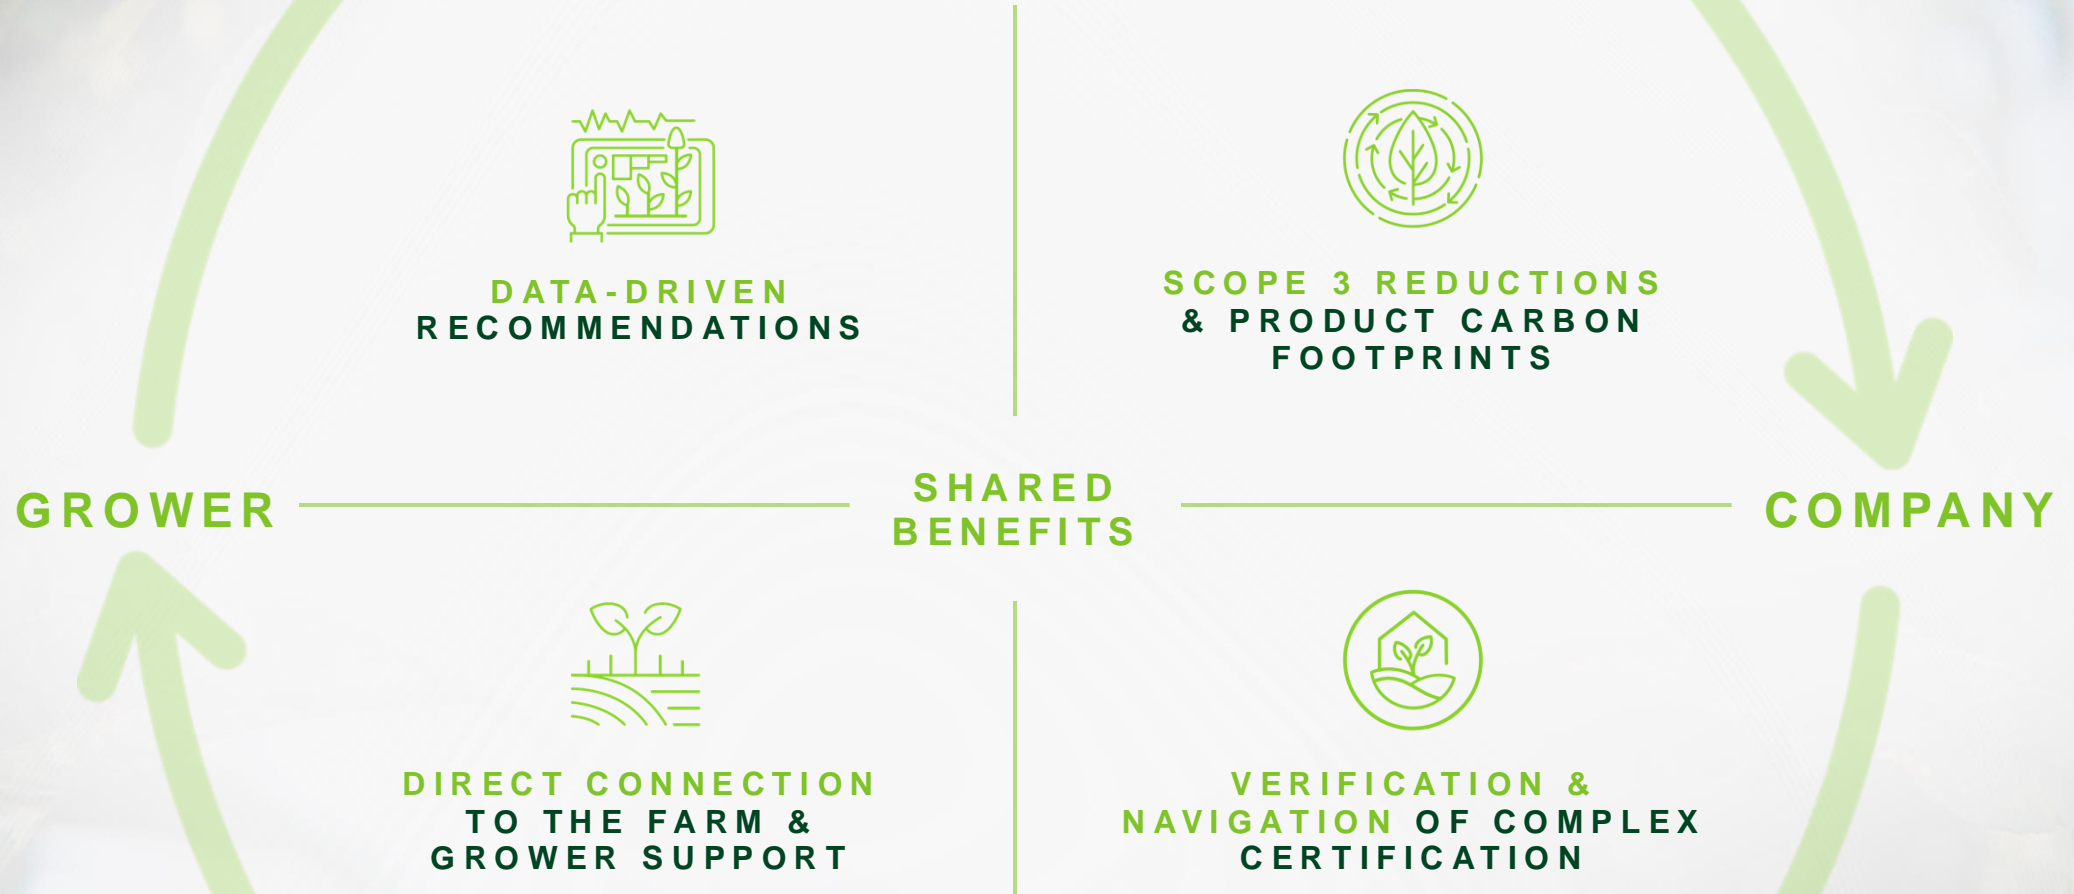 DATA-DRIVEN
RECOMMENDATIONS
SCOPE 3 REDUCTIONS
& PRODUCT CARBON
FOOTPRINTS
GROWER
SHARED
BENEFITS
COMPANY
DIRECT CONNECTION
TO THE FARM &
GROWER SUPPORT
VERIFICATION &
NAVIGATION OF COMPLEX
CERTIFICATION